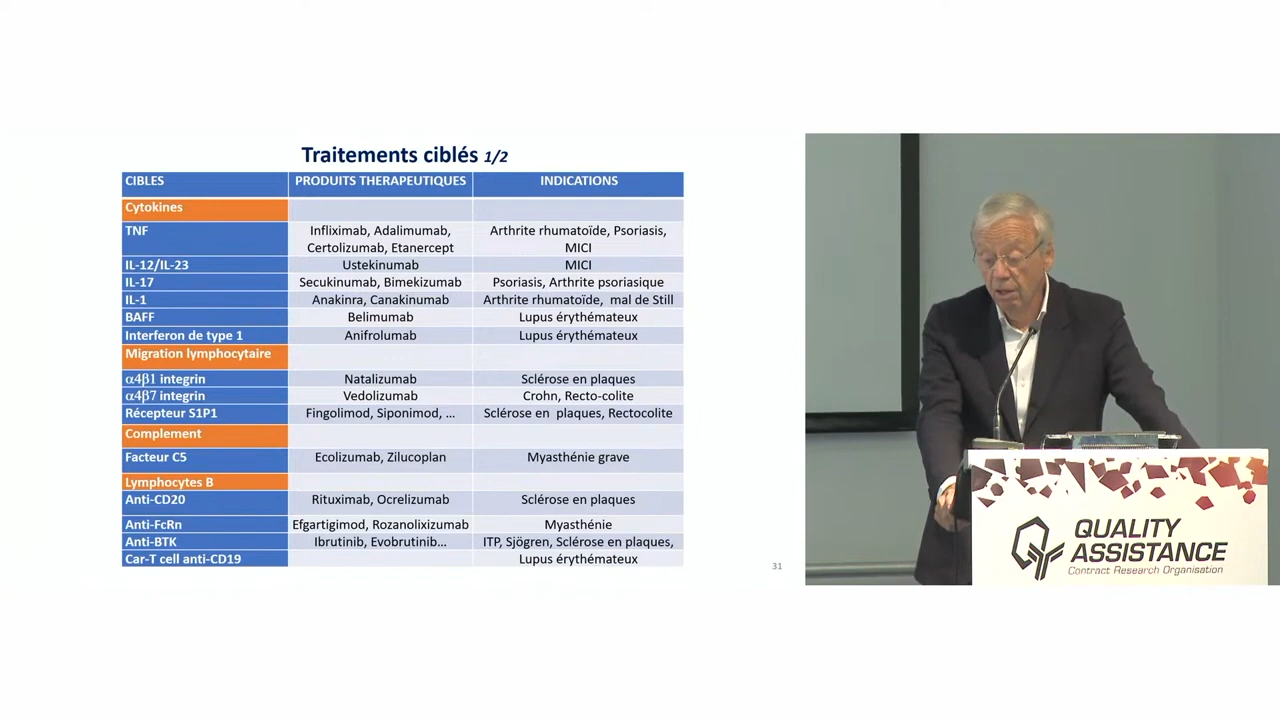 Traitements ciblés 1/2
CIBLES PRODUITS THERAPEUTIQUES INDICATIONS
Cytokines
TNF Infliximab, Adalimumab, Arthrite rhumatoïde, Psoriasis,
Certolizumab, Etanercept MICI
IL-12/IL-23 Ustekinumab MICI
IL-17 Secukinumab, Bimekizumab Psoriasis, Arthrite psoriasique
IL-1 Anakinra, Canakinumab Arthrite rhumatoïde, mal de Still
BAFF Belimumab Lupus érythémateux
Interferon de type 1 Anifrolumab Lupus érythémateux
Migration lymphocytaire
α4β1 integrin Natalizumab Sclérose en plaques
α4β7 integrin Vedolizumab Crohn, Recto-colite
Récepteur S1P1 Fingolimod, Siponimod, ... Sclérose en plaques, Rectocolite
Complement
Facteur C5 Ecolizumab, Zilucoplan Myasthénie grave
Lymphocytes B
Anti-CD20 Rituximab, Ocrelizumab Sclérose en plaques
Anti-FcRn Efgartigimod, Rozanolixizumab Myasthénie
Anti-BTK Ibrutinib, Evobrutinib... ITP, Sjögren, Sclérose en plaques,
Car-T cell anti-CD19 Lupus érythémateux
31
QUALITY
ASSISTANCE
Contract Research Organisation